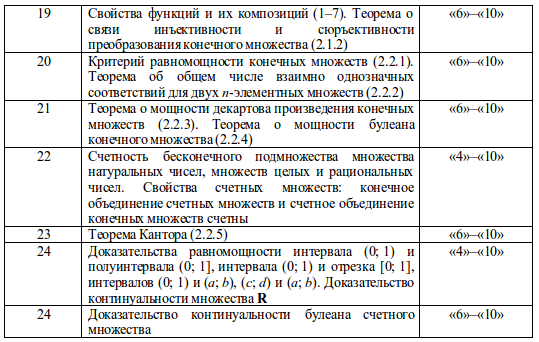 19
Свойства функций и их композиций (1–7). Теорема о
связи инъективности и сюръективности
преобразования конечного множества (2.1.2)
«6»–«10»
20
Критерий равномощности конечных множеств (2.2.1).
Теорема об общем числе взаимно однозначных
соответствий для двух n-элементных множеств (2.2.2)
«6»–«10»
21
Теорема о мощности декартова произведения конечных
множеств (2.2.3). Теорема о мощности булеана
конечного множества (2.2.4)
«6»–«10»
22
Счетность бесконечного подмножества множества
натуральных чисел, множеств целых и рациональных
чисел. Свойства счетных множеств: конечное
объединение счетных множеств и счетное объединение
конечных множеств счетны
«4»–«10»
23
Теорема Кантора (2.2.5)
«6»–«10»
24
Доказательства равномощности интервала (0; 1) и
полуинтервала (0; 1], интервала (0; 1) и отрезка [0; 1],
интервалов (0; 1) и (a; b), (c; d) и (a; b). Доказательство
континуальности множества R
«4»–«10»
24
Доказательство континуальности булеана счетного
множества
«6»–«10»